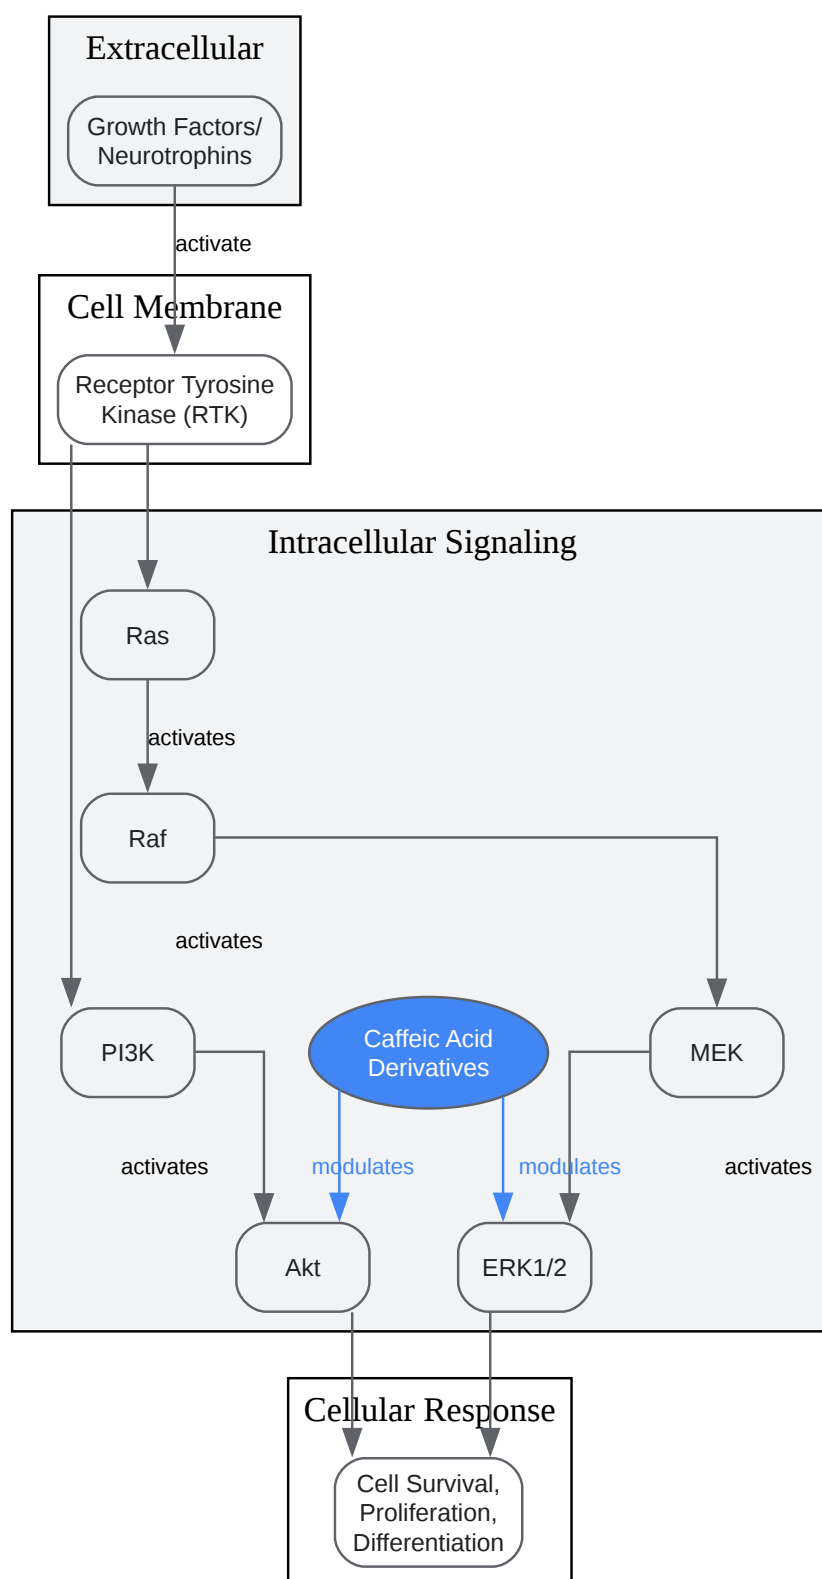 Extracellular
Growth Factors/
Neurotrophins
activate
Cell Membrane
Receptor Tyrosine
Kinase (RTK)
Intracellular Signaling
Ras
activates
Raf
activates
PI3K
Caffeic Acid
Derivatives
MEK
activates
modulates
modulates
activates
Akt
ERK1/2
Cellular Response
Cell Survival,
Proliferation,
Differentiation